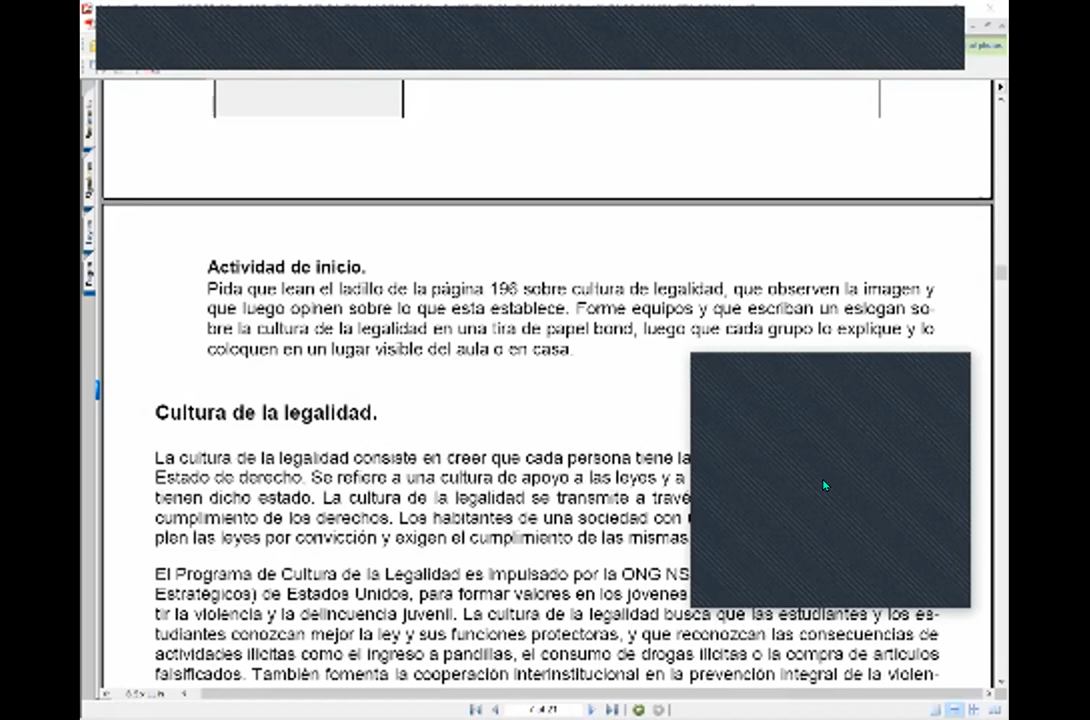 Actividad de inicio.
Pida que lean el ladillo de la página 196 sobre cultura de legalidad, que observen la imagen y
que luego opinen sobre lo que esta establece. Forme equipos y que escriban un eslogan so-
bre la cultura de la legalidad en una tira de papel bond, luego que cada grupo lo explique y lo
coloquen en un lugar visible del aula o en casa.
Cultura de la legalidad.
La cultura de la legalidad consiste en creer que cada persona tiene la
Estado de derecho. Se refiere a una cultura de apoyo a las leyes y a
tienen dicho estado. La cultura de la legalidad se transmite a travé
cumplimiento de los derechos. Los habitantes de una sociedad con
plen las leyes por convicción y exigen el cumplimiento de las mismas
El Programa de Cultura de la Legalidad es impulsado por la ONG NS
Estratégicos) de Estados Unidos, para formar valores en los jóvenes
tir la violencia y la delincuencia juvenil. La cultura de la legalidad busca que las estudiantes y los es-
tudiantes conozcan mejor la ley y sus funciones protectoras, y que reconozcan las consecuencias de
actividades ilícitas como el ingreso a pandillas, el consumo de drogas ilícitas o la compra de artículos
falsificados. También fomenta la cooperación interinstitucional en la prevención integral de la violen-